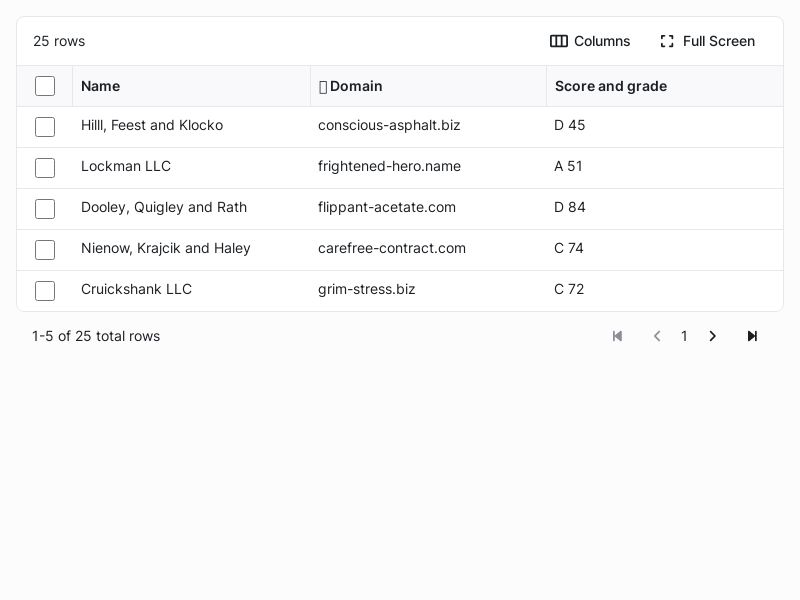 25 rows
Columns
Full Screen
Name
Domain
Score and grade
Hilll, Feest and Klocko
conscious-asphalt.biz
D 45
Lockman LLC
frightened-hero.name
A 51
Dooley, Quigley and Rath
flippant-acetate.com
D 84
Nienow, Krajcik and Haley
carefree-contract.com
C 74
Cruickshank LLC
grim-stress.biz
C 72
1-5 of 25 total rows
1